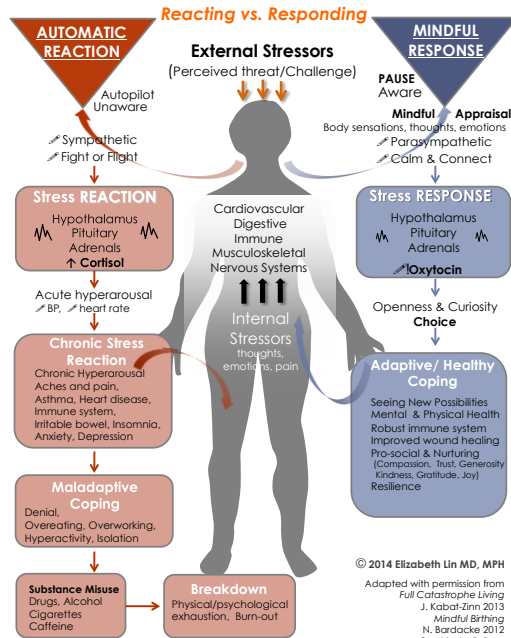 Reacting vs. Responding
AUTOMATIC
REACTION
External Stressors
(Perceived threat/Challenge)
MINDFUL
RESPONSE
Autopilot
Unaware
PAUSE
Aware
Mindful Appraisal
Body sensations, thoughts, emotions
Sympathetic
Fight or Flight
Parasympathetic
Calm & Connect
Stress REACTION
Hypothalamus
Pituitary
Adrenals
↑ Cortisol
Cardiovascular
Digestive
Immune
Musculoskeletal
Nervous Systems
Stress RESPONSE
Hypothalamus
Pituitary
Adrenals
!Oxytocin
Acute hyperarousal
BP, heart rate
Internal
Stressors
thoughts,
emotions, pain
Openness & Curiosity
Choice
Chronic Stress
Reaction
Chronic Hyperarousal
Aches and pain,
Asthma, Heart disease,
Immune system,
Irritable bowel, Insomnia,
Anxiety, Depression
Adaptive/ Healthy
Coping
Seeing New Possibilities
Mental & Physical Health
Robust immune system
Improved wound healing
Pro-social & Nurturing
(Compassion, Trust, Generosity
Kindness, Gratitude, Joy)
Resilience
Maladaptive
Coping
Denial,
Overeating, Overworking,
Hyperactivity, Isolation
Substance Misuse
Drugs, Alcohol
Cigarettes
Caffeine
Breakdown
Physical/psychological
exhaustion, Burn-out
© 2014 Elizabeth Lin MD, MPH
Adapted with permission from
Full Catastrophe Living
J. Kabat-Zinn 2013
Mindful Birthing
N. Bardacke 2012